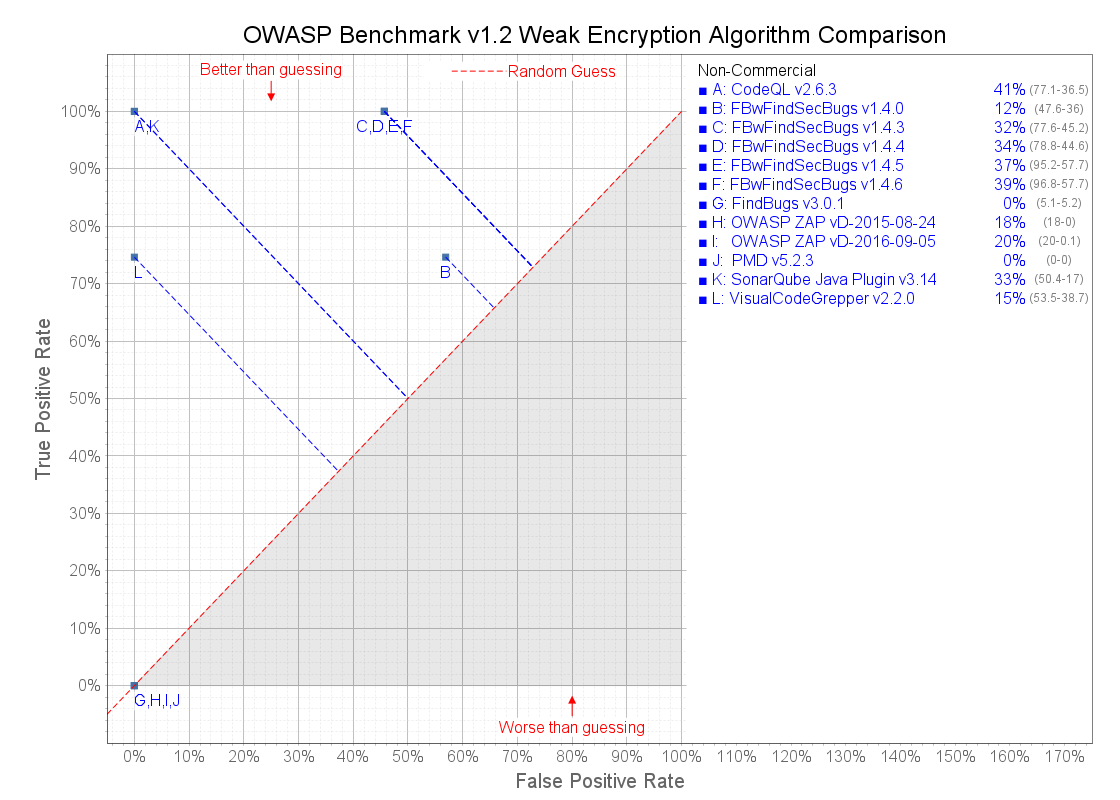 OWASP Benchmark v1.2 Weak Encryption Algorithm Comparison
Better than guessing
Random Guess
Non-Commercial
A: CodeQL v2.6.3 41% (77.1-36.5)
B: FBwFindSecBugs v1.4.0 12% (47.6-36)
C: FBwFindSecBugs v1.4.3 32% (77.6-45.2)
D: FBwFindSecBugs v1.4.4 34% (78.8-44.6)
E: FBwFindSecBugs v1.4.5 37% (95.2-57.7)
F: FBwFindSecBugs v1.4.6 39% (96.8-57.7)
G: FindBugs v3.0.1 0% (5.1-5.2)
H: OWASP ZAP vD-2015-08-24 18% (18-0)
I: OWASP ZAP vD-2016-09-05 20% (20-0.1)
J: PMD v5.2.3 0% (0-0)
K: SonarQube Java Plugin v3.14 33% (50.4-17)
L: VisualCodeGrepper v2.2.0 15% (53.5-38.7)
100%
90%
80%
70%
60%
50%
40%
30%
20%
10%
0%
True Positive Rate
A,K
C,D,E,F
L
B
G,H,I,J
Worse than guessing
0% 10% 20% 30% 40% 50% 60% 70% 80% 90% 100% 110% 120% 130% 140% 150% 160% 170%
False Positive Rate